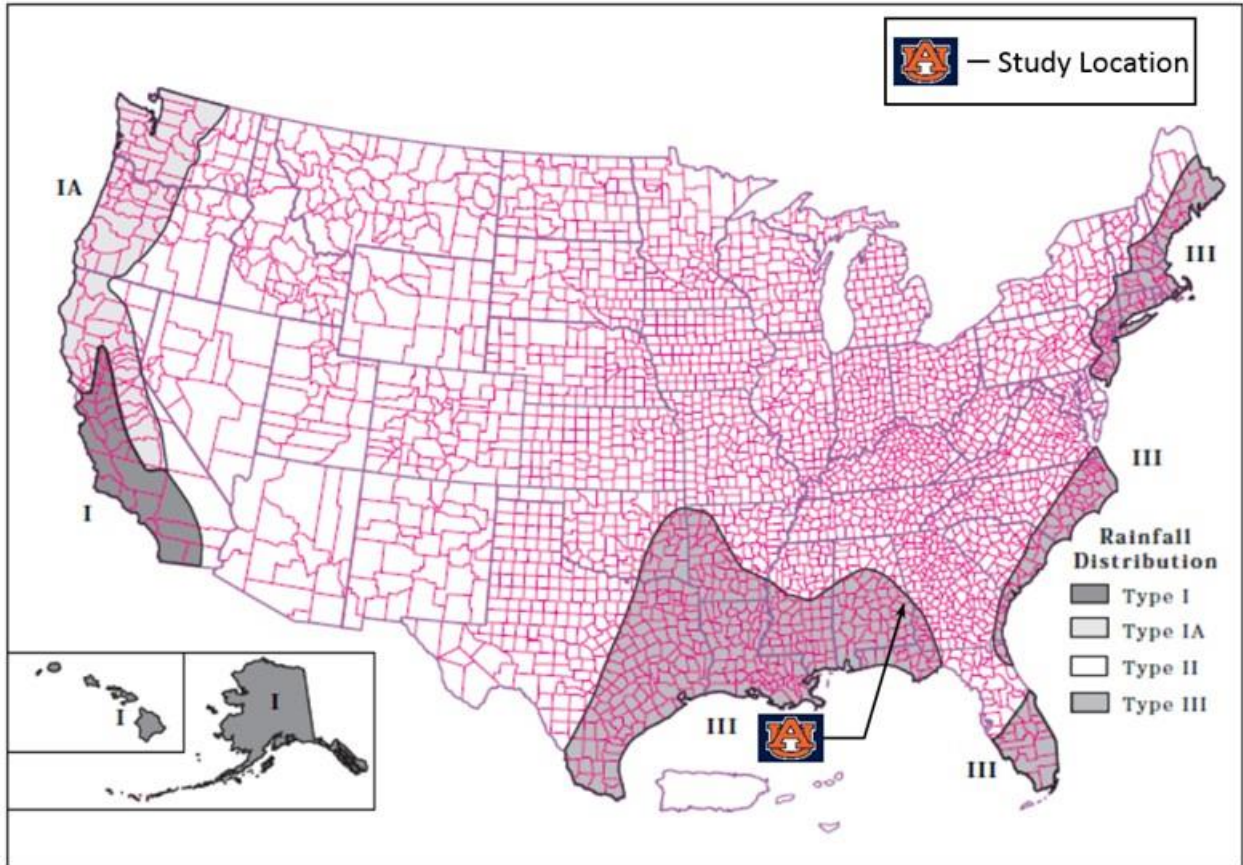 — Study Location
IA
III
III
I
Rainfall
Distribution
Type I
Type IA
Type II
Type III
I
I
III
III